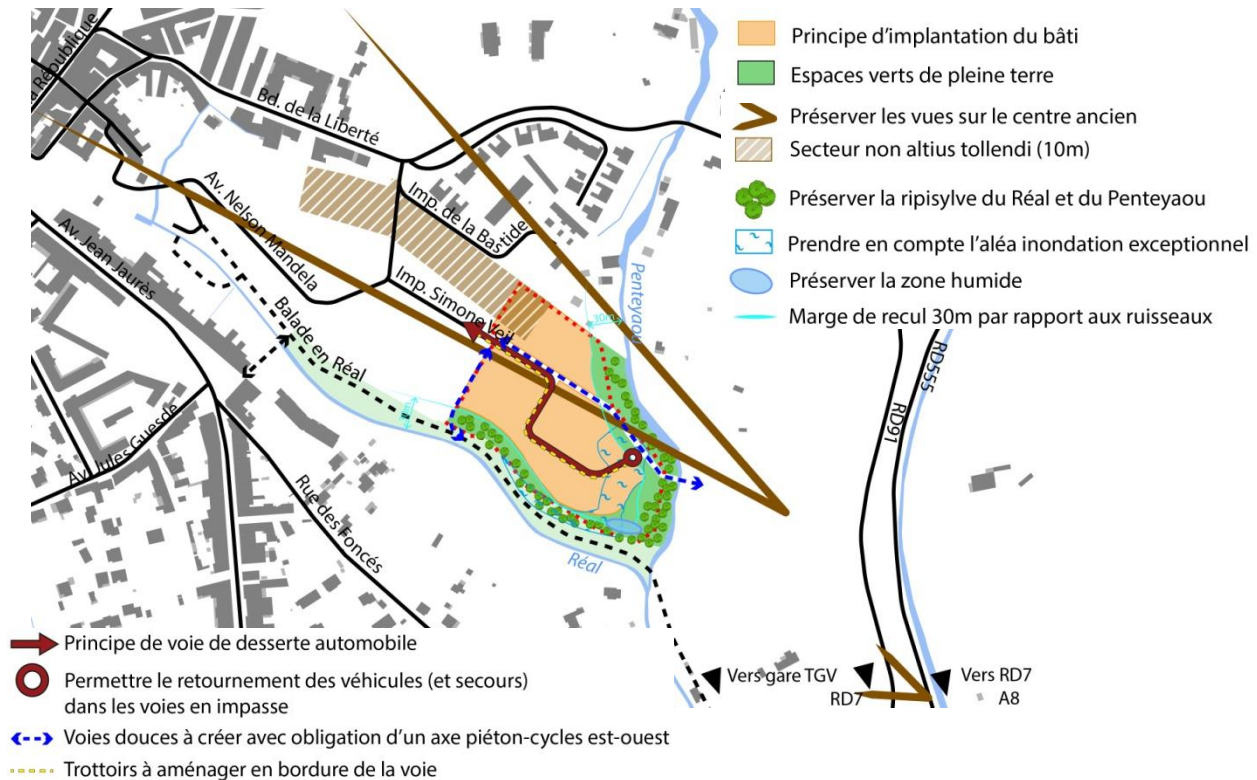 la République
Bd. de la Liberté
Av. Nelson Mandela
Imp. de la Bastide
Av. Jean Jaurès
Imp. Simone Veil
Penteyaou
30m
Balade en Réal
Av. Jules Guesde
Rue des Foncés
Réal
Principe d'implantation du bâti
Espaces verts de pleine terre
Préserver les vues sur le centre ancien
Secteur non altius tollendi (10m)
Préserver la ripisylve du Réal et du Penteyaou
Prendre en compte l'aléa inondation exceptionnel
Préserver la zone humide
Marge de recul 30m par rapport aux ruisseaux
RD555
RD91
Vers gare TGV
RD7
Vers RD7
A8
Principe de voie de desserte automobile
Permettre le retournement des véhicules (et secours)
dans les voies en impasse
Voies douces à créer avec obligation d'un axe piéton-cycles est-ouest
Trottoirs à aménager en bordure de la voie